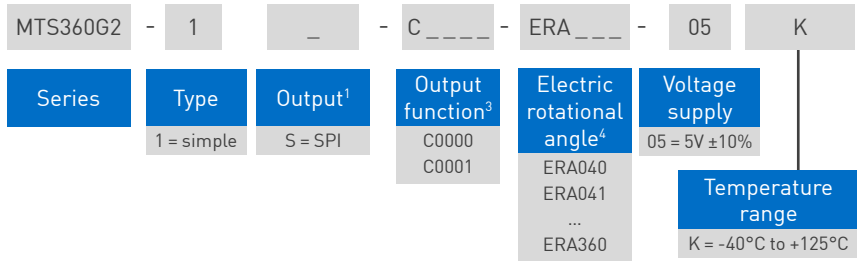 MTS360G2 - 1 _ - C _ _ _ _ - ERA _ _ _ - 05 K
Series
Type
1 = simple
Output¹
S = SPI
Output
function³
C0000
C0001
Electric
rotational
angle⁴
ERA040
ERA041
...
ERA360
Voltage
supply
05 = 5V ±10%
Temperature
range
K = -40°C to +125°C